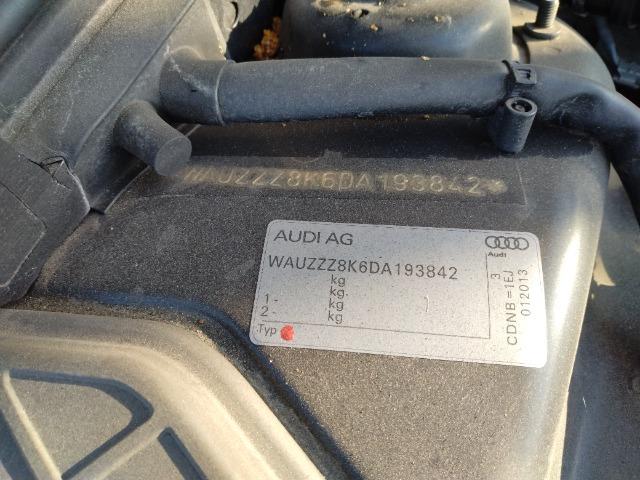 WAUZZZ8K6DA193842*
AUDI AG
Audi
WAUZZZ8K6DA193842
kg
kg
1- kg
2- kg
Typ
3
CDNB=1EJ
012013